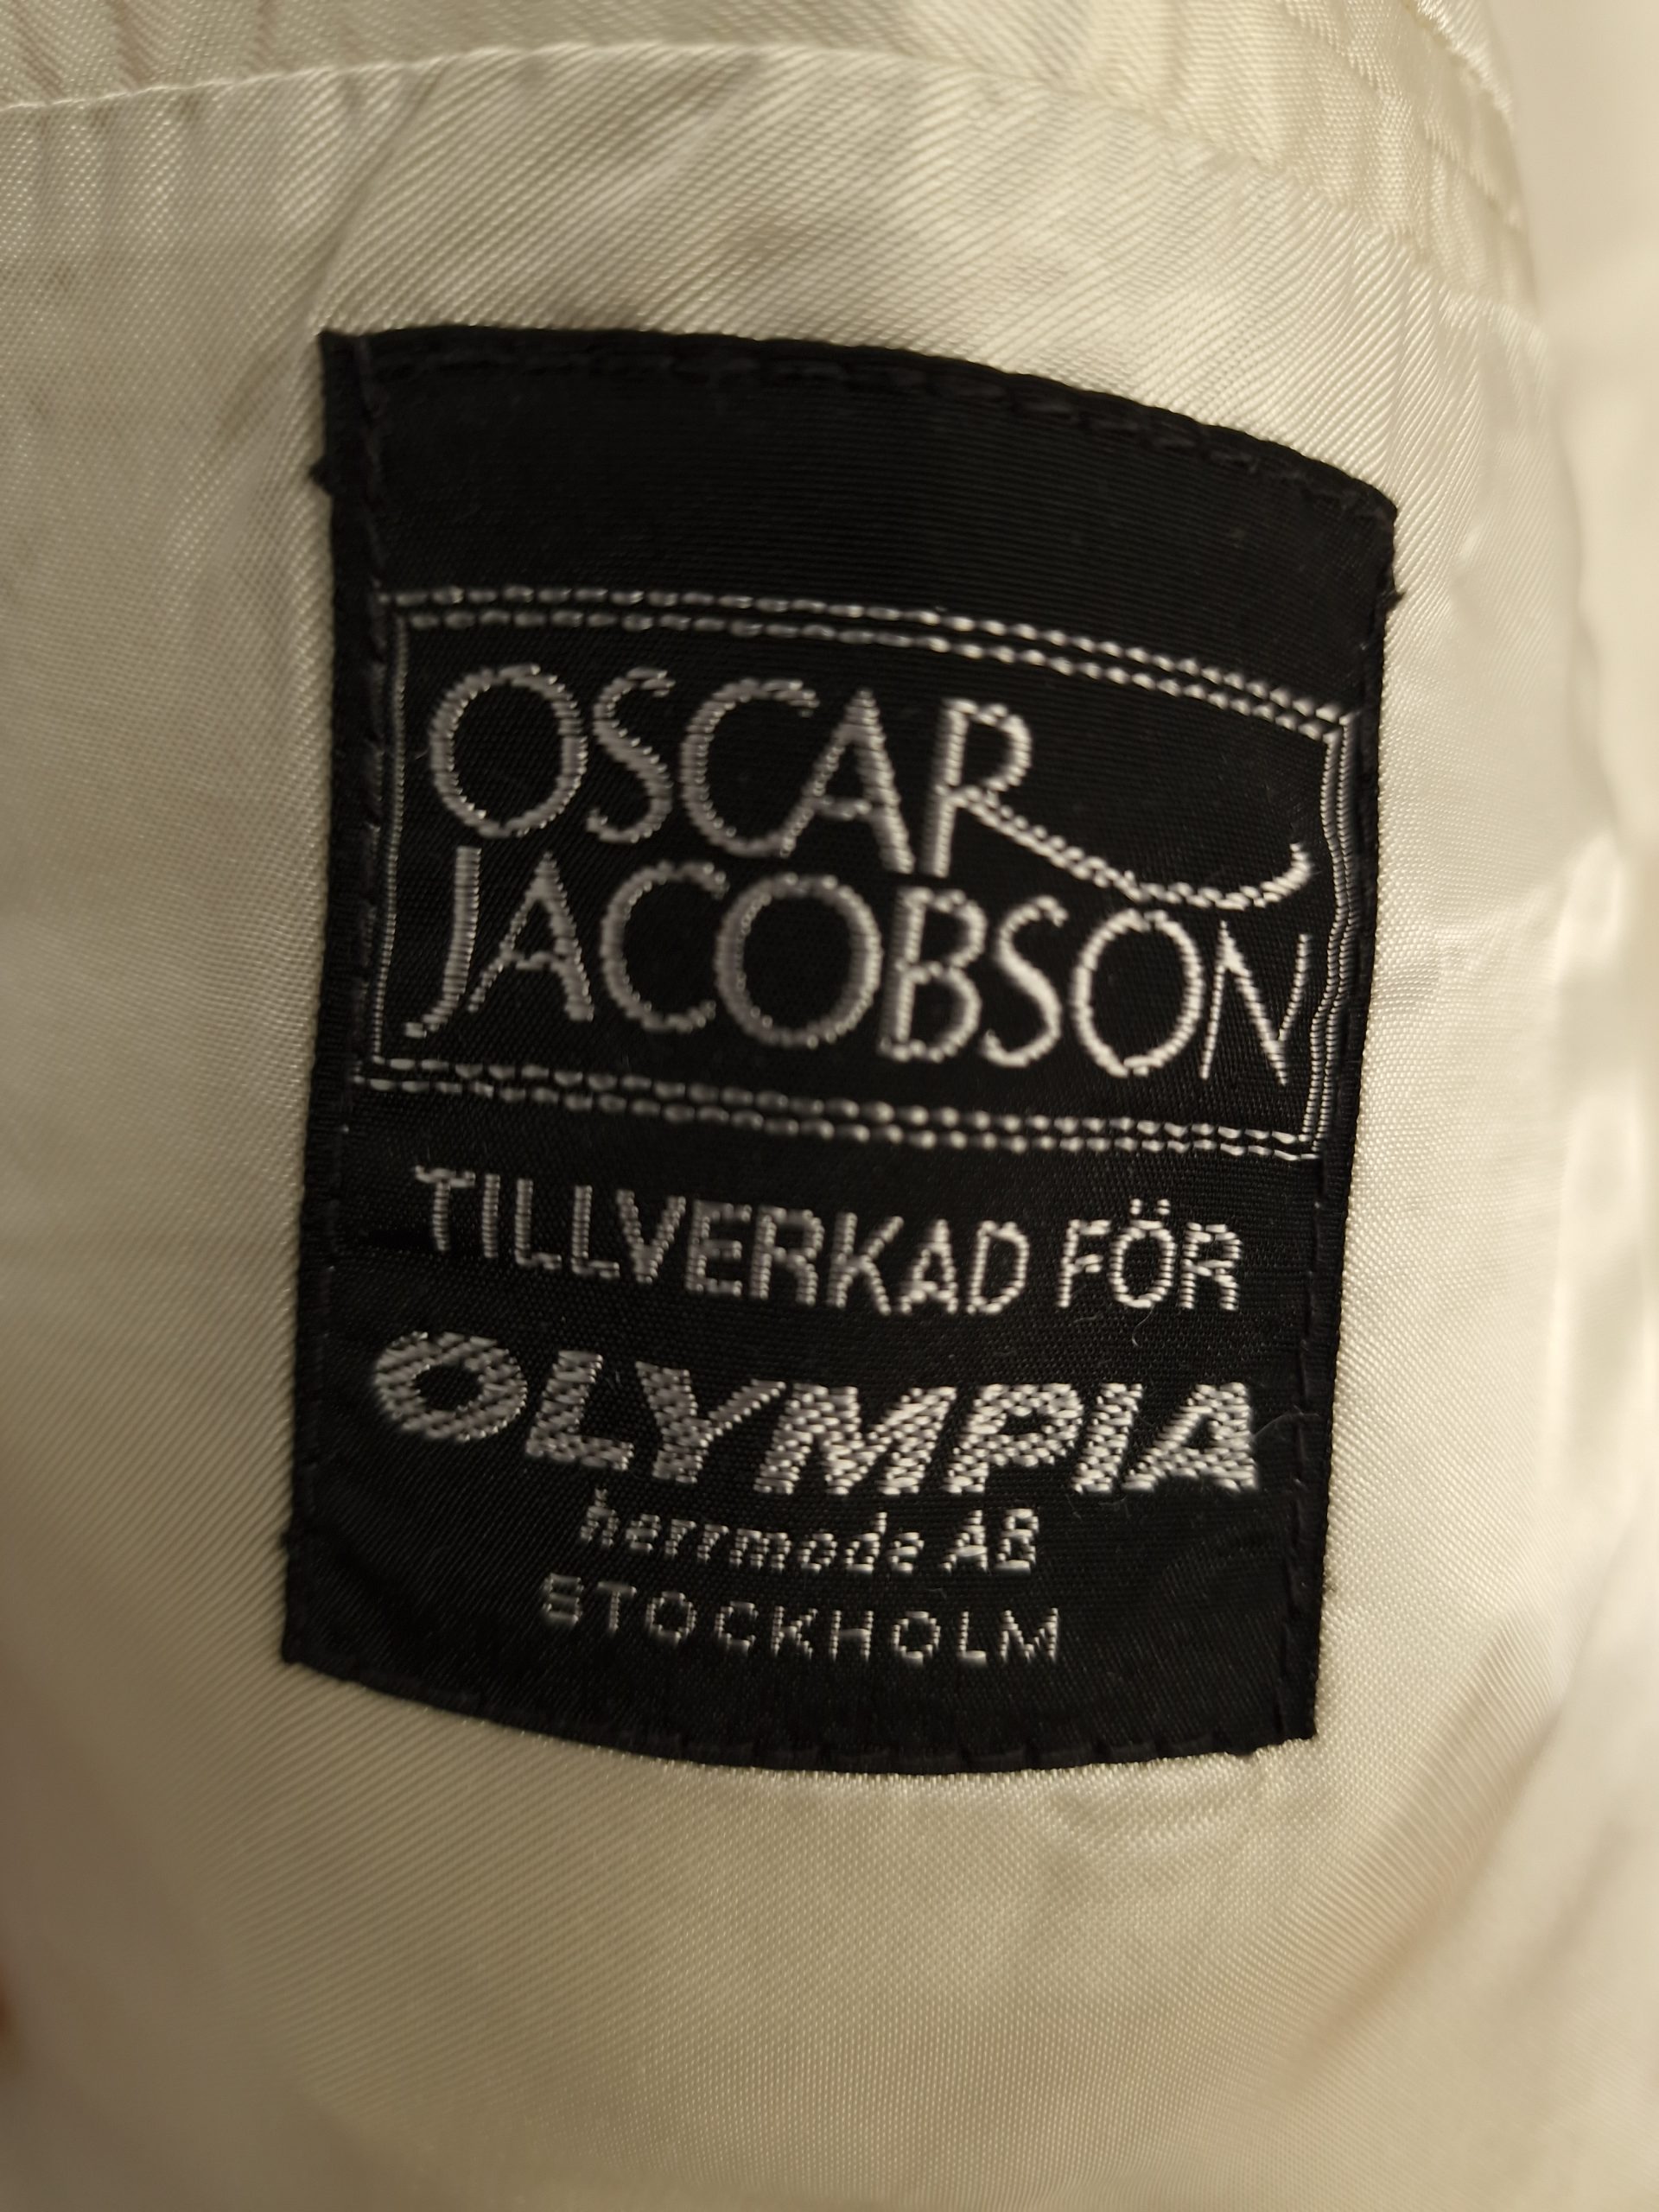 OSCAR
JACOBSON
TILLVERKAD FÖR
OLYMPIA
herrmode AB
STOCKHOLM